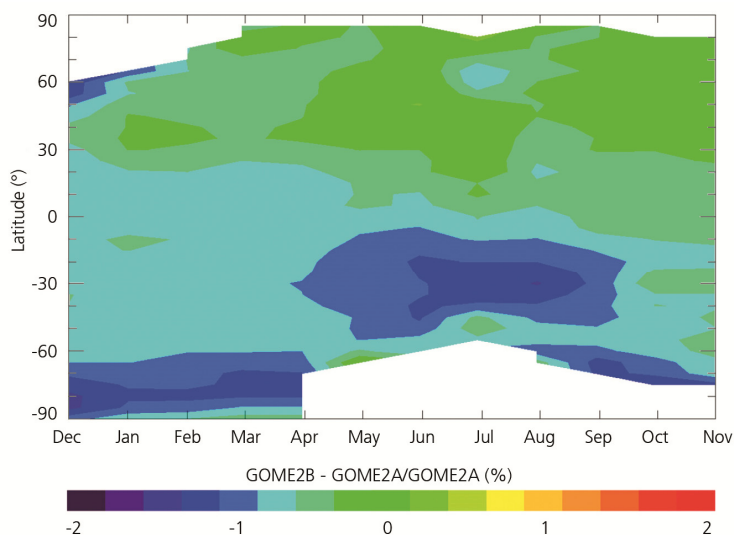 90
60
30
0
-30
-60
-90
Latitude (°)
Dec Jan Feb Mar Apr May Jun Jul Aug Sep Oct Nov
GOME2B - GOME2A/GOME2A (%)
-2 -1 0 1 2